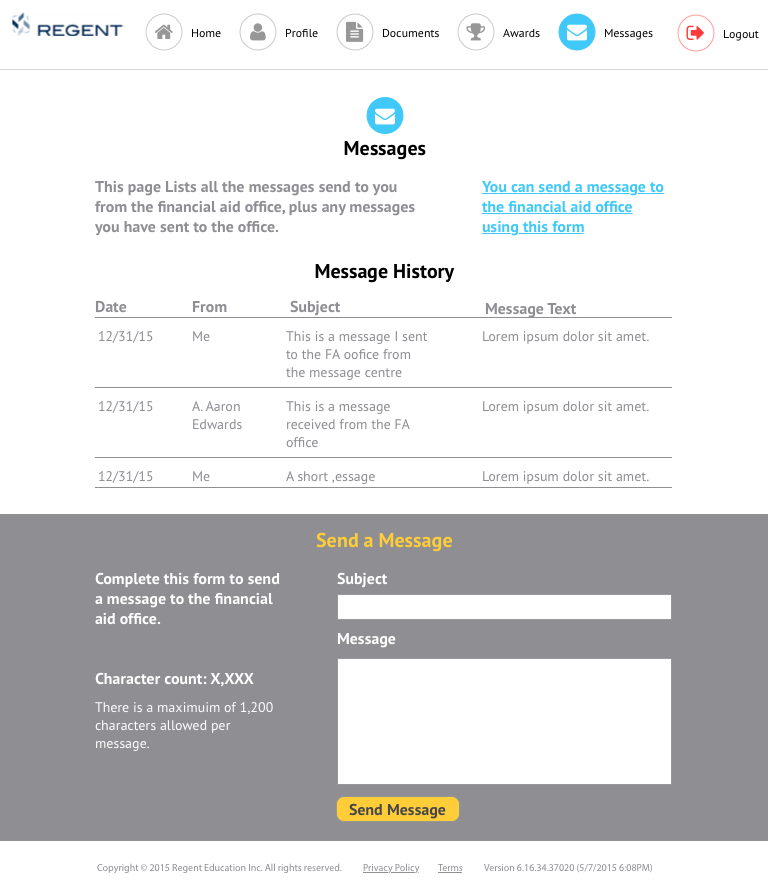 REGENT Home Profile Documents Awards Messages Logout
Messages
This page Lists all the messages send to you
from the financial aid office, plus any messages
you have sent to the office.
You can send a message to
the financial aid office
using this form
Message History
Date From Subject Message Text
12/31/15 Me This is a message I sent Lorem ipsum dolor sit amet.
to the FA oofice from
the message centre
12/31/15 A. Aaron This is a message Lorem ipsum dolor sit amet.
Edwards received from the FA
office
12/31/15 Me A short ,essage Lorem ipsum dolor sit amet.
Send a Message
Complete this form to send
a message to the financial
aid office.
Character count: X,XXX
There is a maximuim of 1,200
characters allowed per
message.
Subject
Message
Send Message
Copyright © 2015 Regent Education Inc. All rights reserved. Privacy Policy Terms Version 6.16.34.37020 (5/7/2015 6:08PM)